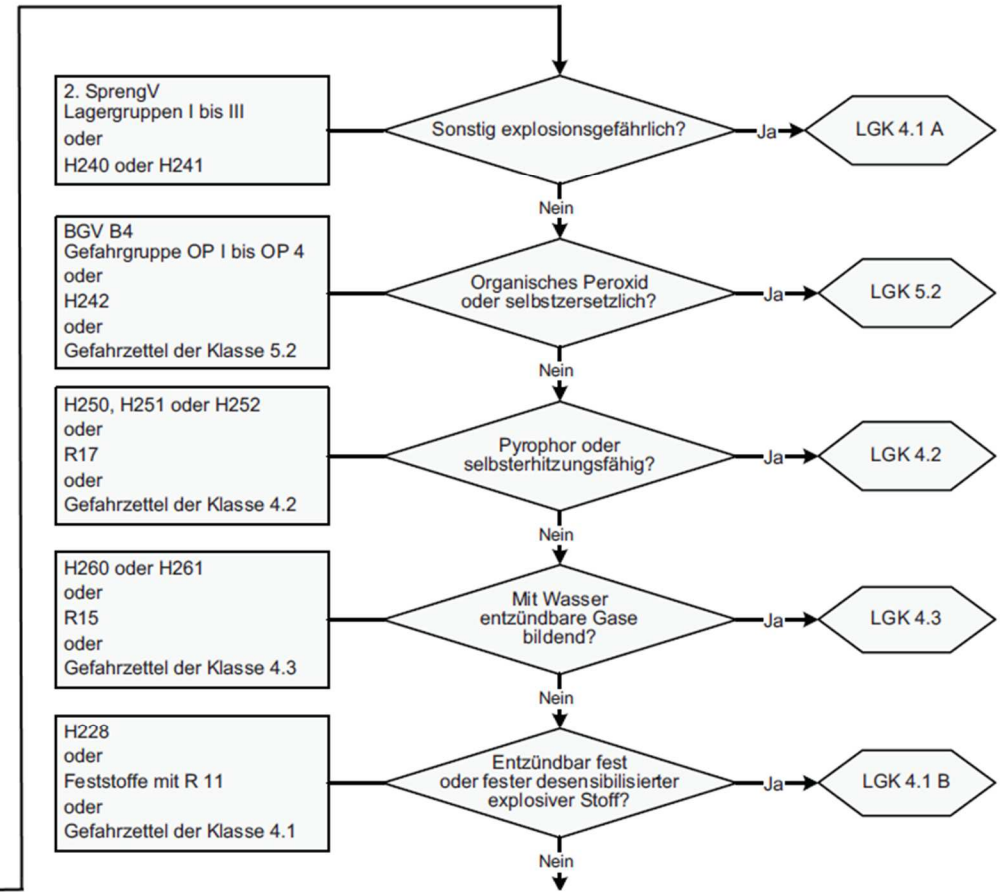 2. SprengV
Lagergruppen I bis III
oder
H240 oder H241
Sonstig explosionsgefährlich?
Ja
LGK 4.1 A
Nein
BGV B4
Gefahrgruppe OP I bis OP 4
oder
H242
oder
Gefahrzettel der Klasse 5.2
Organisches Peroxid
oder selbstzersetzlich?
Ja
LGK 5.2
Nein
H250, H251 oder H252
oder
R17
oder
Gefahrzettel der Klasse 4.2
Pyrophor oder
selbsterhitzungsfähig?
Ja
LGK 4.2
Nein
H260 oder H261
oder
R15
oder
Gefahrzettel der Klasse 4.3
Mit Wasser
entzündbare Gase
bildend?
Ja
LGK 4.3
Nein
H228
oder
Feststoffe mit R 11
oder
Gefahrzettel der Klasse 4.1
Entzündbar fest
oder fester desensibilisierter
explosiver Stoff?
Ja
LGK 4.1 B
Nein